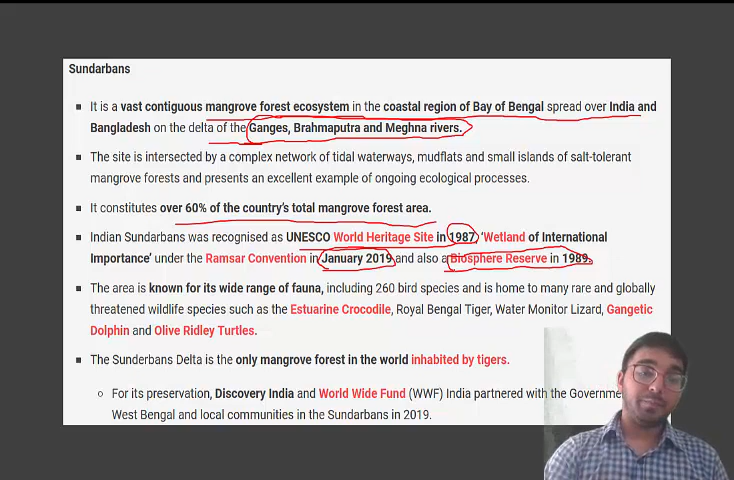 Sundarbans
▪ It is a vast contiguous mangrove forest ecosystem in the coastal region of Bay of Bengal spread over India and
Bangladesh on the delta of the Ganges, Brahmaputra and Meghna rivers.
▪ The site is intersected by a complex network of tidal waterways, mudflats and small islands of salt-tolerant
mangrove forests and presents an excellent example of ongoing ecological processes.
▪ It constitutes over 60% of the country's total mangrove forest area.
▪ Indian Sundarbans was recognised as UNESCO World Heritage Site in 1987, 'Wetland of International
Importance' under the Ramsar Convention in January 2019 and also a Biosphere Reserve in 1989.
▪ The area is known for its wide range of fauna, including 260 bird species and is home to many rare and globally
threatened wildlife species such as the Estuarine Crocodile, Royal Bengal Tiger, Water Monitor Lizard, Gangetic
Dolphin and Olive Ridley Turtles.
▪ The Sunderbans Delta is the only mangrove forest in the world inhabited by tigers.
○ For its preservation, Discovery India and World Wide Fund (WWF) India partnered with the Governme
West Bengal and local communities in the Sundarbans in 2019.